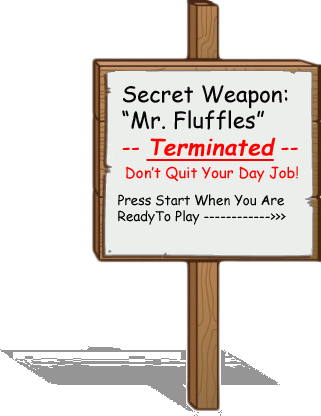 Secret Weapon:
“Mr. Fluffles”
-- Terminated --
Don’t Quit Your Day Job!
Press Start When You Are
ReadyTo Play ------------>>>